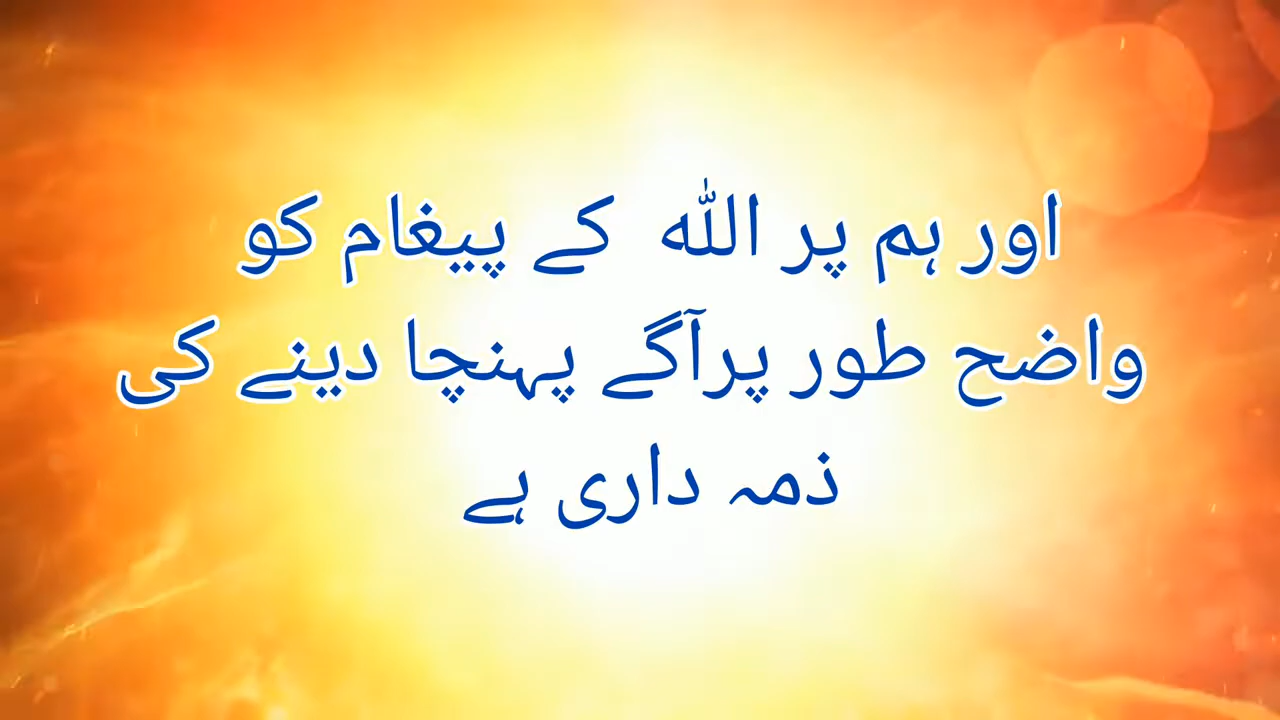 اور ہم پر اللہ کے پیغام کو
واضح طور پرآگے پہنچا دینے کی
ذمہ داری ہے